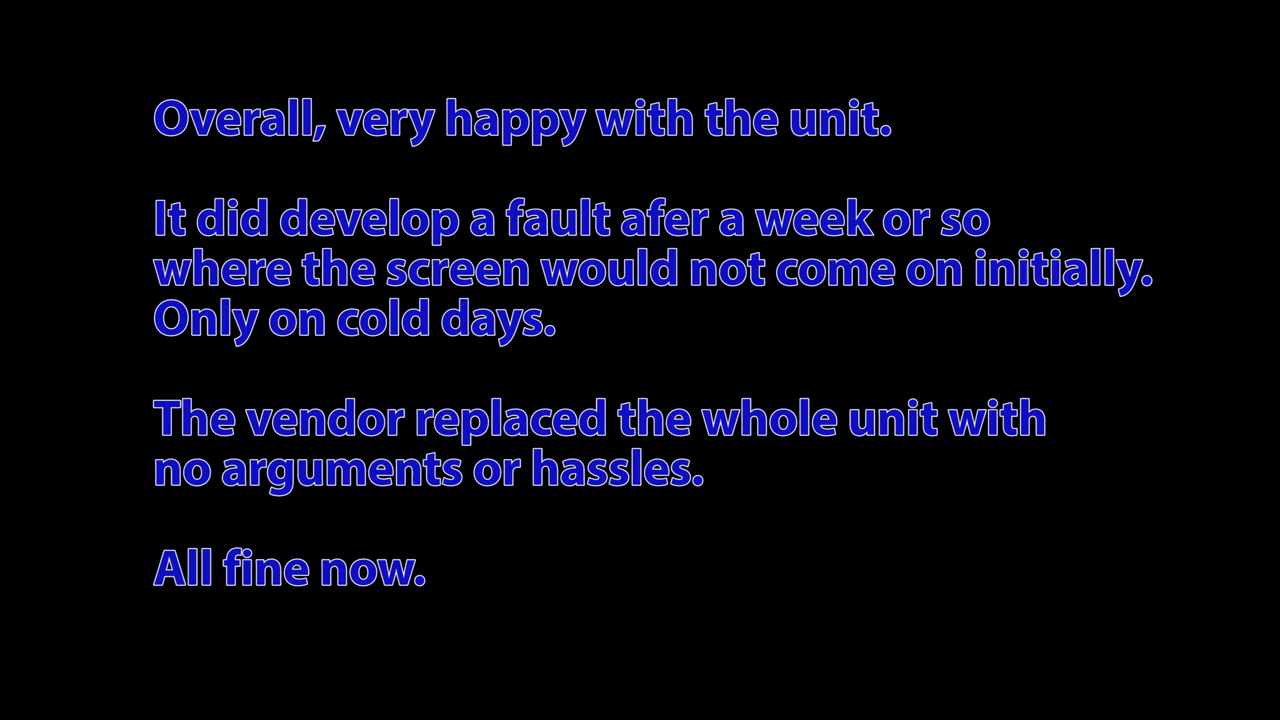 Overall, very happy with the unit.
It did develop a fault afer a week or so
where the screen would not come on initially.
Only on cold days.
The vendor replaced the whole unit with
no arguments or hassles.
All fine now.